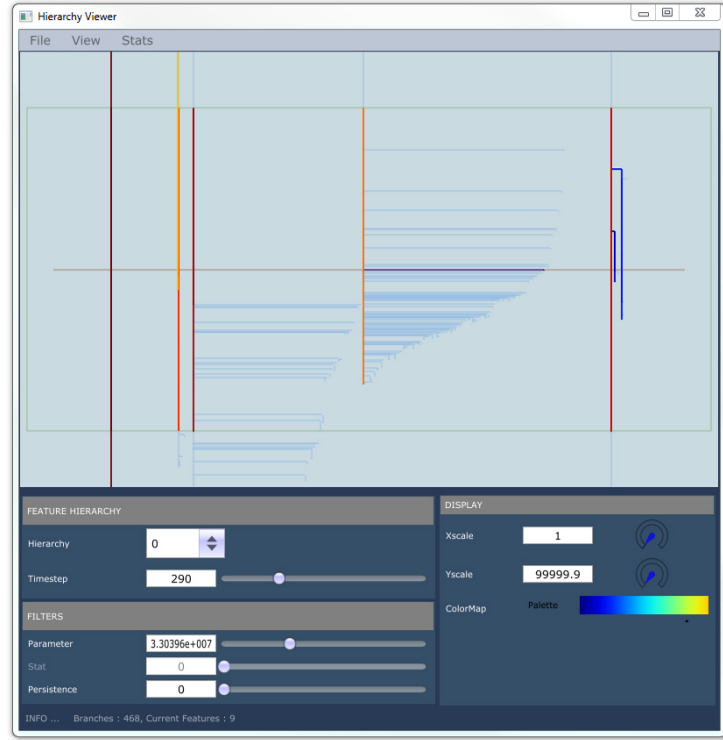 Hierarchy Viewer
File View Stats
FEATURE HIERARCHY
Hierarchy 0
Timestep 290
FILTERS
Parameter 3.30396e+007
Stat 0
Persistence 0
DISPLAY
Xscale 1
Yscale 99999.9
ColorMap Palette
INFO ... Branches : 468, Current Features : 9